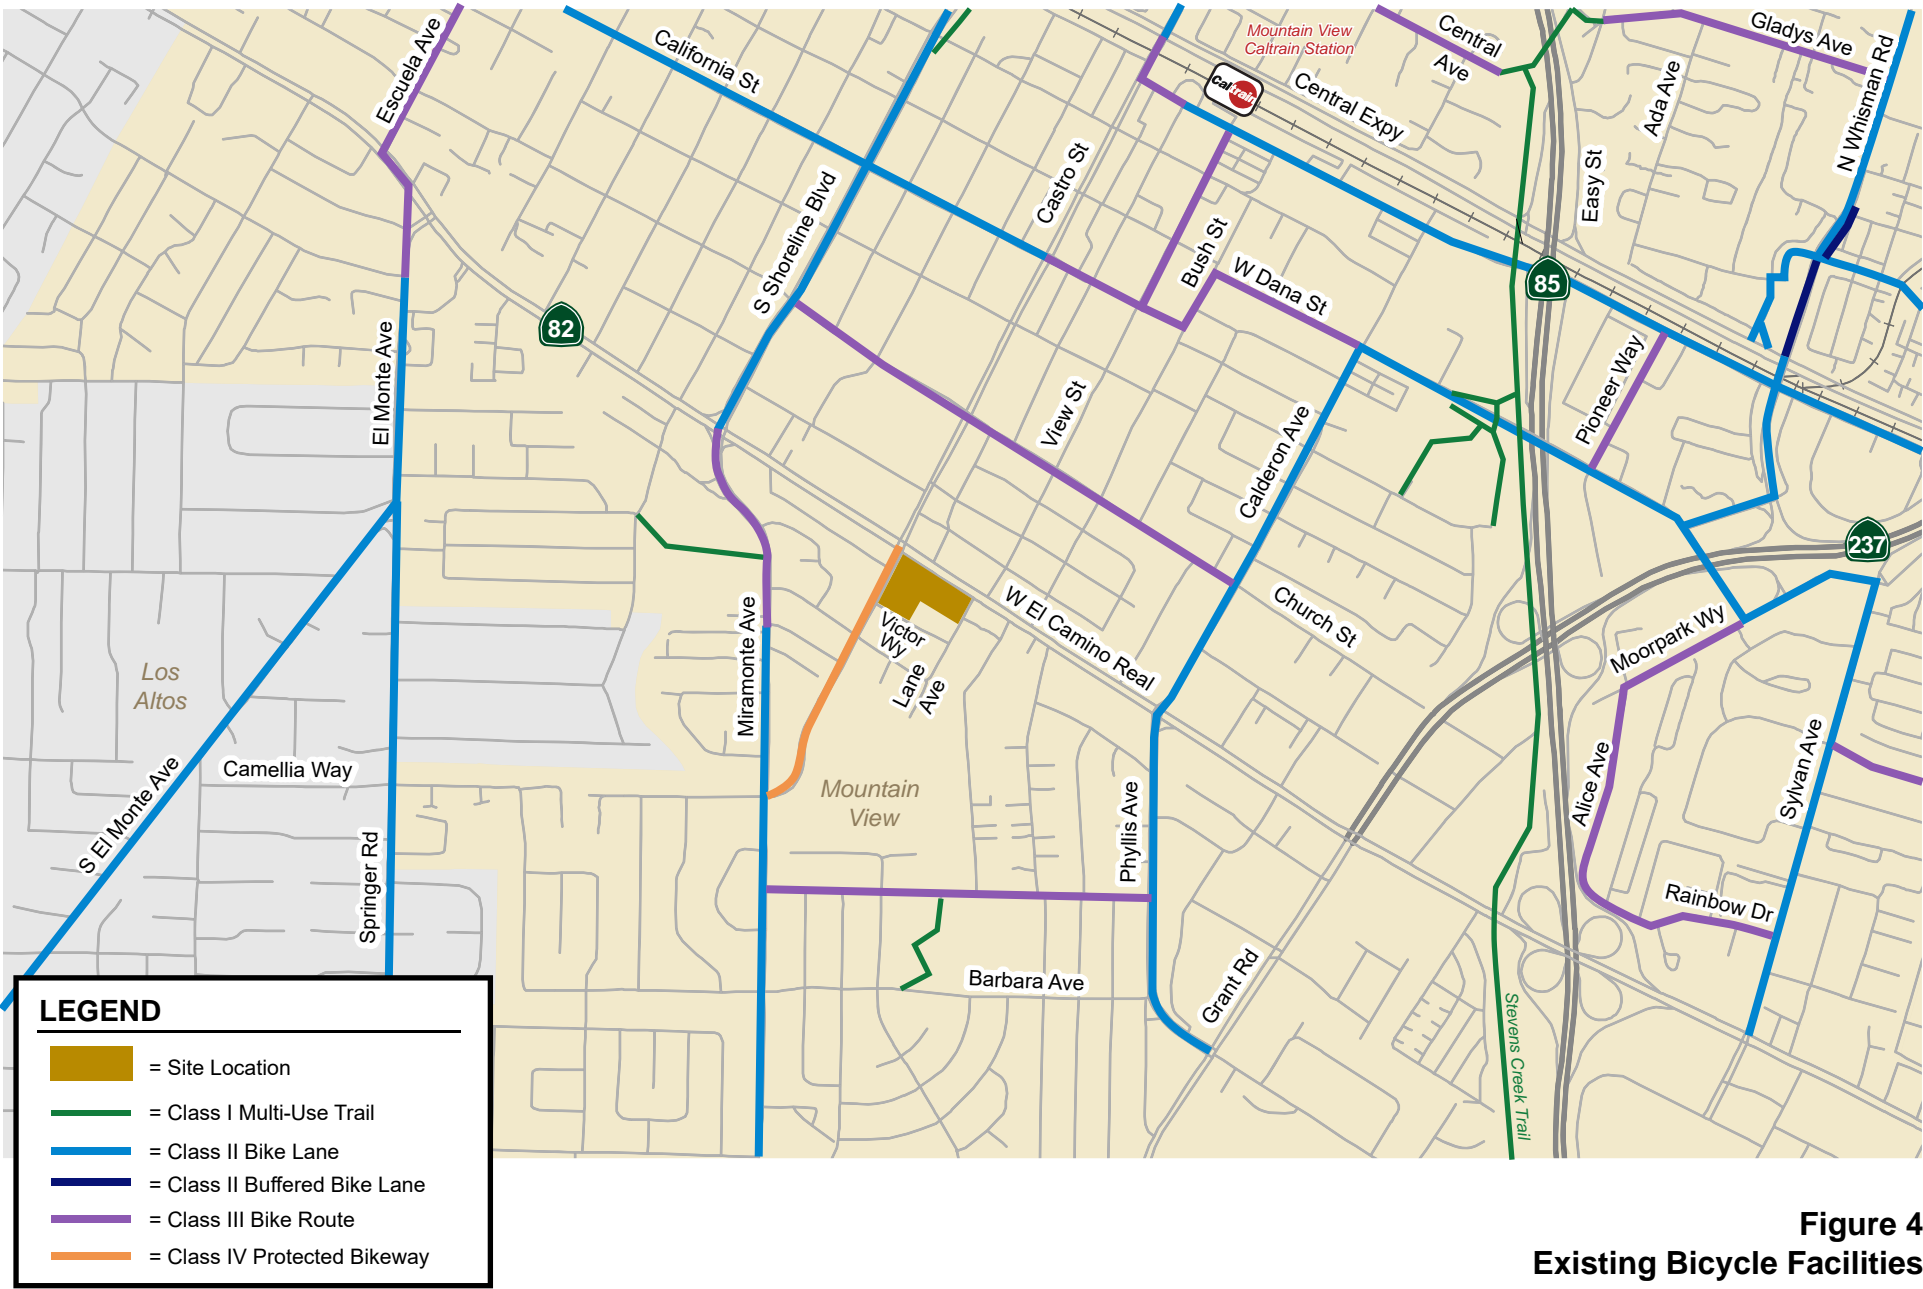 Escuela Ave
California St
Mountain View
Caltrain Station
Central
Ave
Gladys Ave
caltrain
Central Expy
Ada Ave
N Whisman Rd
Castro St
Easy St
S Shoreline Blvd
Bush St
W Dana St
85
82
El Monte Ave
Pioneer Way
View St
Calderon Ave
237
W El Camino Real
Church St
Victor
Wy
Lane
Ave
Moorpark Wy
Miramonte Ave
Los
Altos
S El Monte Ave
Camellia Way
Mountain
View
Alice Ave
Sylvan Ave
Springer Rd
Phyllis Ave
Rainbow Dr
Barbara Ave
Grant Rd
Stevens Creek Trail
LEGEND
= Site Location
= Class I Multi-Use Trail
= Class II Bike Lane
= Class II Buffered Bike Lane
= Class III Bike Route
= Class IV Protected Bikeway
Figure 4
Existing Bicycle Facilities